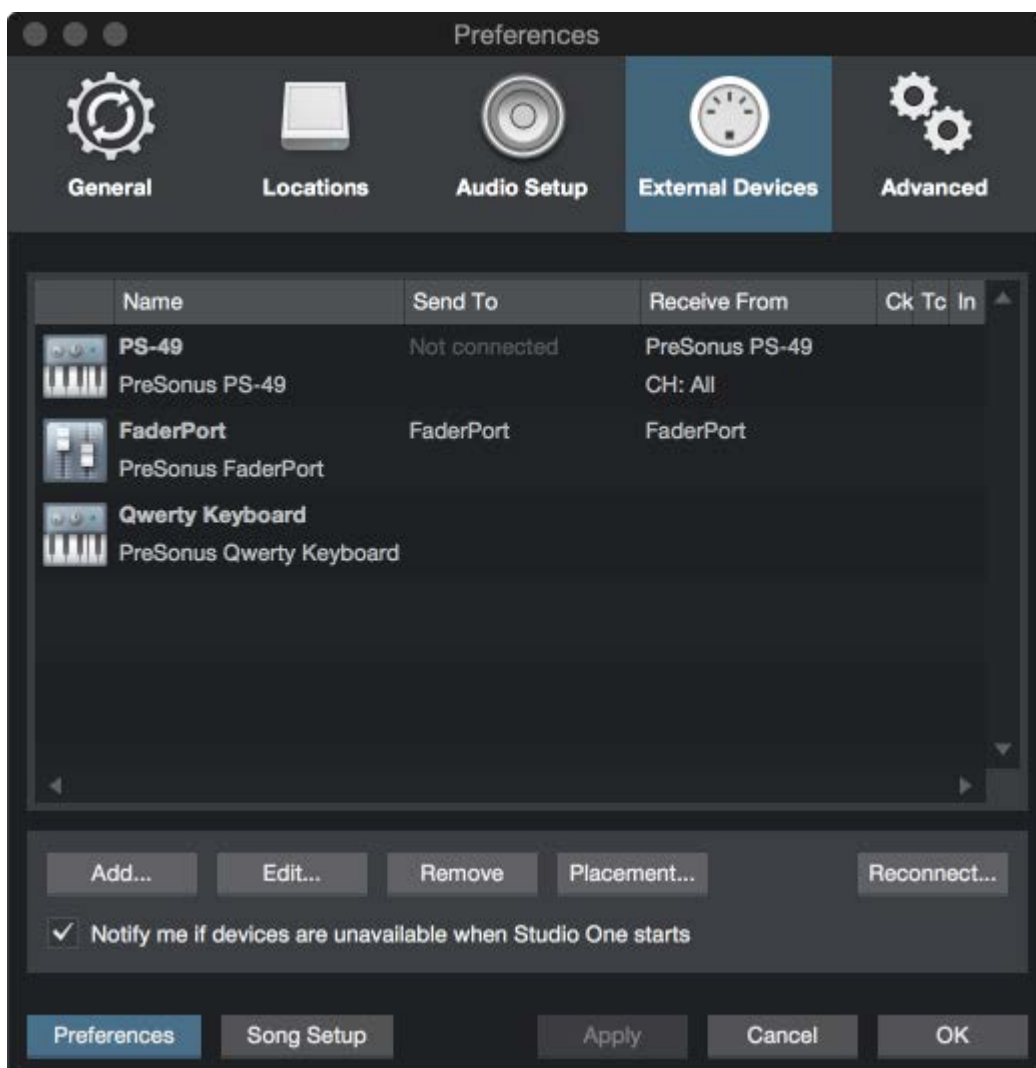 Preferences
General Locations Audio Setup External Devices Advanced
Name Send To Receive From Ck Tc In
PS-49 Not connected PreSonus PS-49
PreSonus PS-49 CH: All
FaderPort FaderPort FaderPort
PreSonus FaderPort
Qwerty Keyboard
PreSonus Qwerty Keyboard
Add... Edit... Remove Placement... Reconnect...
Notify me if devices are unavailable when Studio One starts
Preferences Song Setup Apply Cancel OK